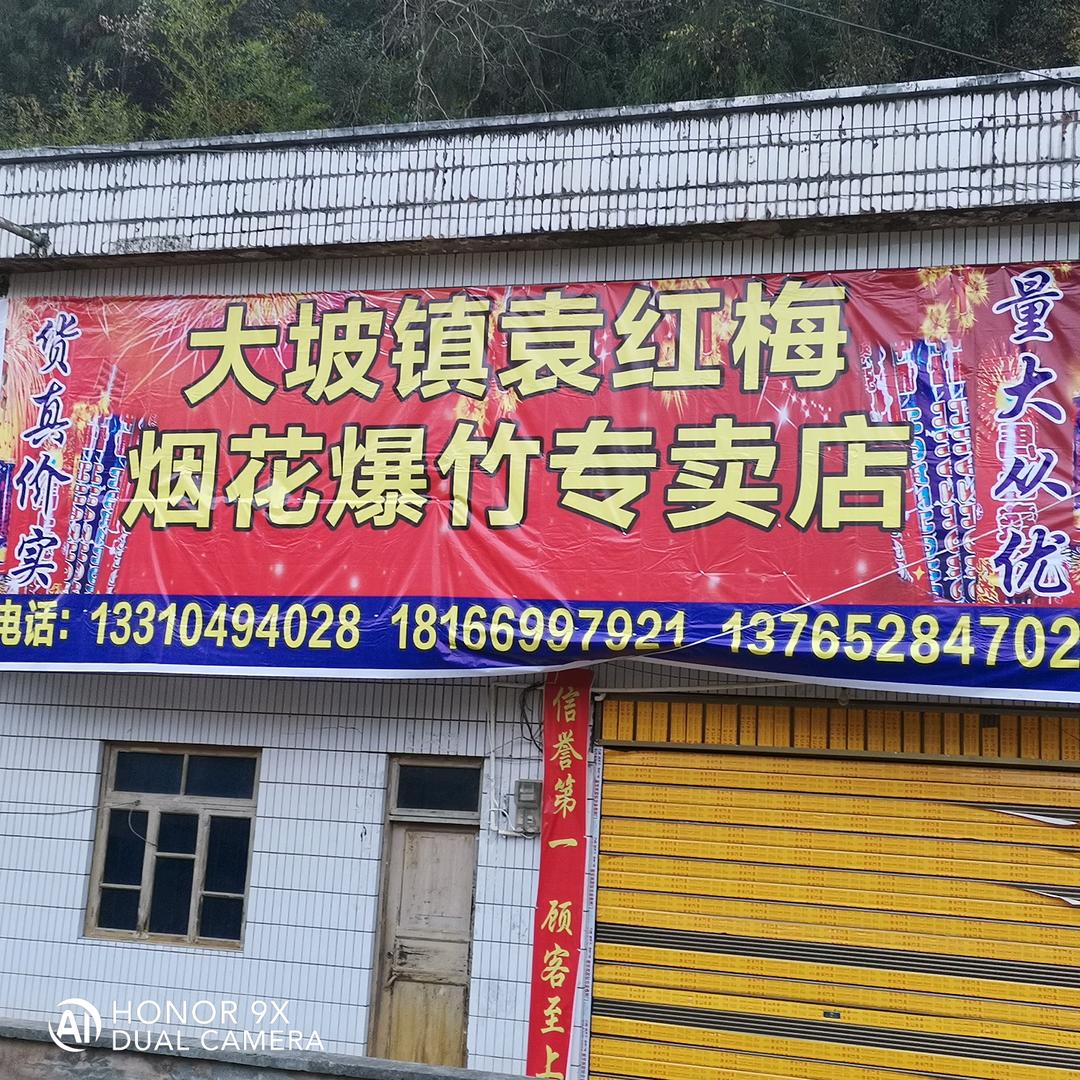 大坡镇袁红梅
烟花爆竹专卖店
货真价实
量大从优
电话：13310494028 18166997921 13765284702
信誉第一 顾客至上
HONOR 9X
DUAL CAMERA